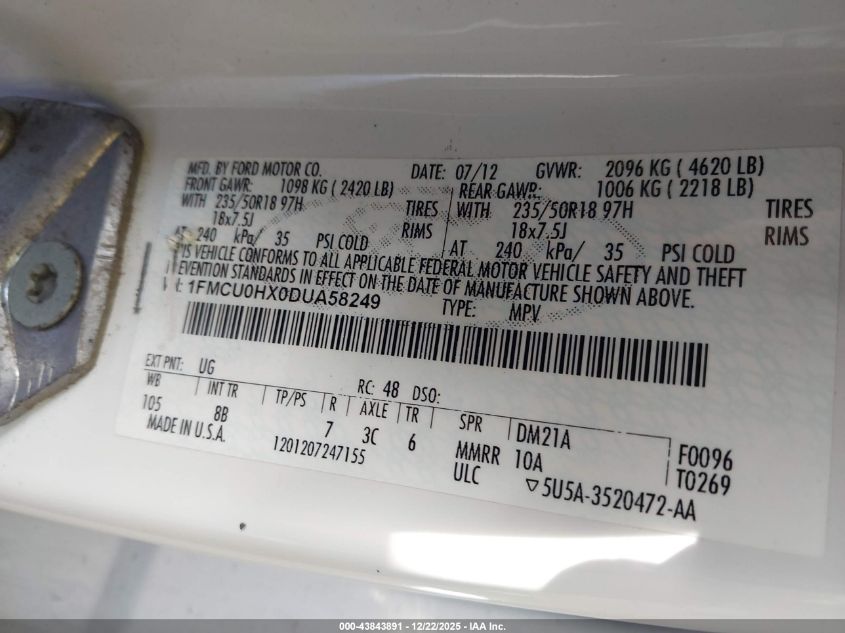 MFD. BY FORD MOTOR CO. DATE: 07/12 GVWR: 2096 KG ( 4620 LB)
FRONT GAWR: 1098 KG ( 2420 LB) REAR GAWR: 1006 KG ( 2218 LB)
WITH 235/50R18 97H TIRES WITH 235/50R18 97H TIRES
18x7.5J RIMS 18x7.5J RIMS
AT 240 kPa/ 35 PSI COLD AT 240 kPa/ 35 PSI COLD
IS VEHICLE CONFORMS TO ALL APPLICABLE FEDERAL MOTOR VEHICLE SAFETY AND THEFT
EVENTION STANDARDS IN EFFECT ON THE DATE OF MANUFACTURE SHOWN ABOVE.
1FMCU0HX0DUA58249 TYPE: MPV
EXT PNT: UG RC: 48 DSO:
WB INT TR TP/PS R AXLE TR SPR DM21A F0096
105 8B 7 3C 6 MMRR 10A T0269
MADE IN U.S.A. 1201207247155 ULC ▽5U5A-3520472-AA
000-43843891 | 12/22/2025 - IAA Inc.